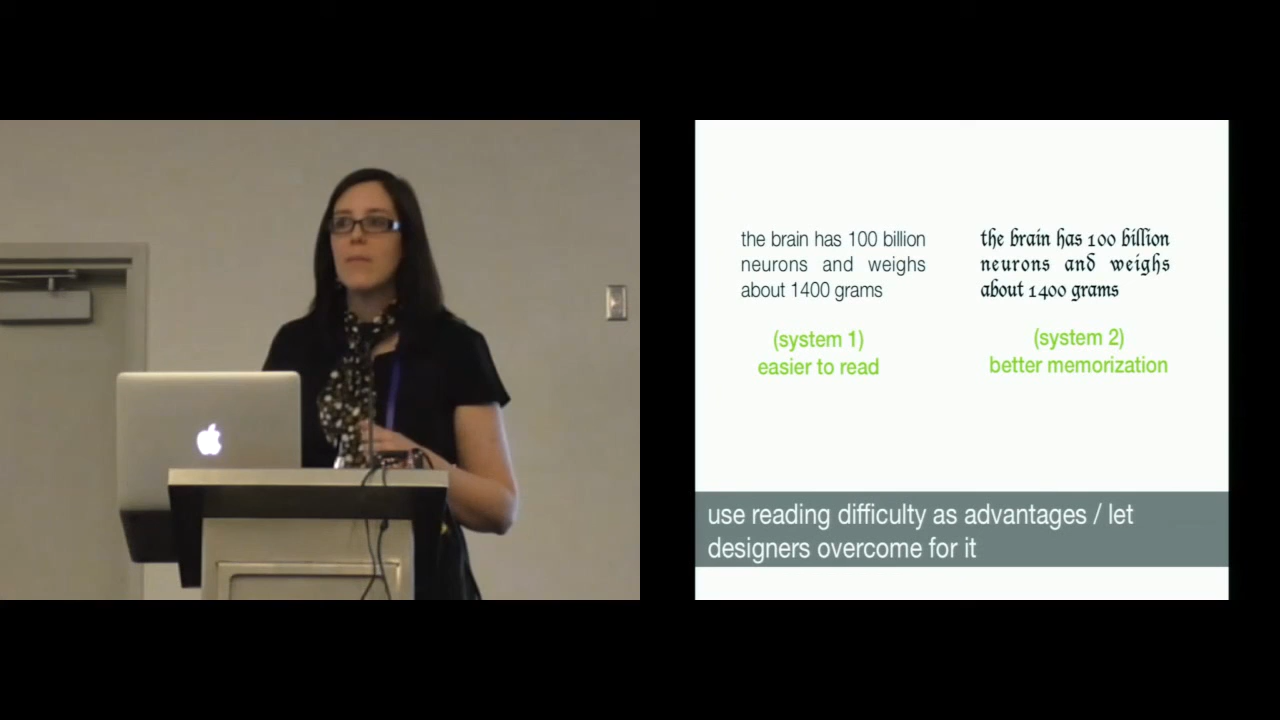 the brain has 100 billion
neurons and weighs
about 1400 grams
(system 1)
easier to read
the brain has 100 billion
neurons and weighs
about 1400 grams
(system 2)
better memorization
use reading difficulty as advantages / let
designers overcome for it